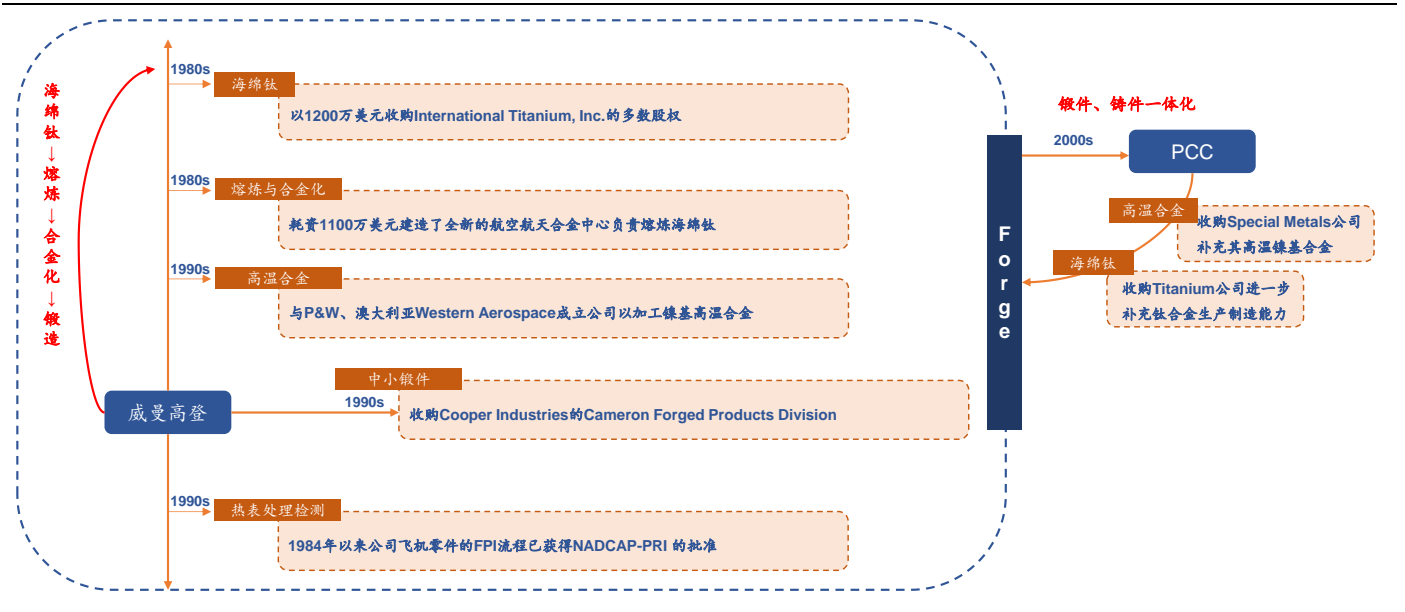 海绵钛→熔炼→合金化→锻造
1980s
海绵钛
以1200万美元收购International Titanium, Inc.的多数股权
1980s
熔炼与合金化
耗资1100万美元建造了全新的航空航天合金中心负责熔炼海绵钛
1990s
高温合金
与P&W、澳大利亚Western Aerospace成立公司以加工镍基高温合金
威曼高登
1990s
中小锻件
收购Cooper Industries的Cameron Forged Products Division
1990s
热表处理检测
1984年以来公司飞机零件的FPI流程已获得NADCAP-PRI 的批准
Forge
锻件、铸件一体化
2000s
PCC
高温合金
收购Special Metals公司
补充其高温镍基合金
海绵钛
收购Titanium公司进一步
补充钛合金生产制造能力